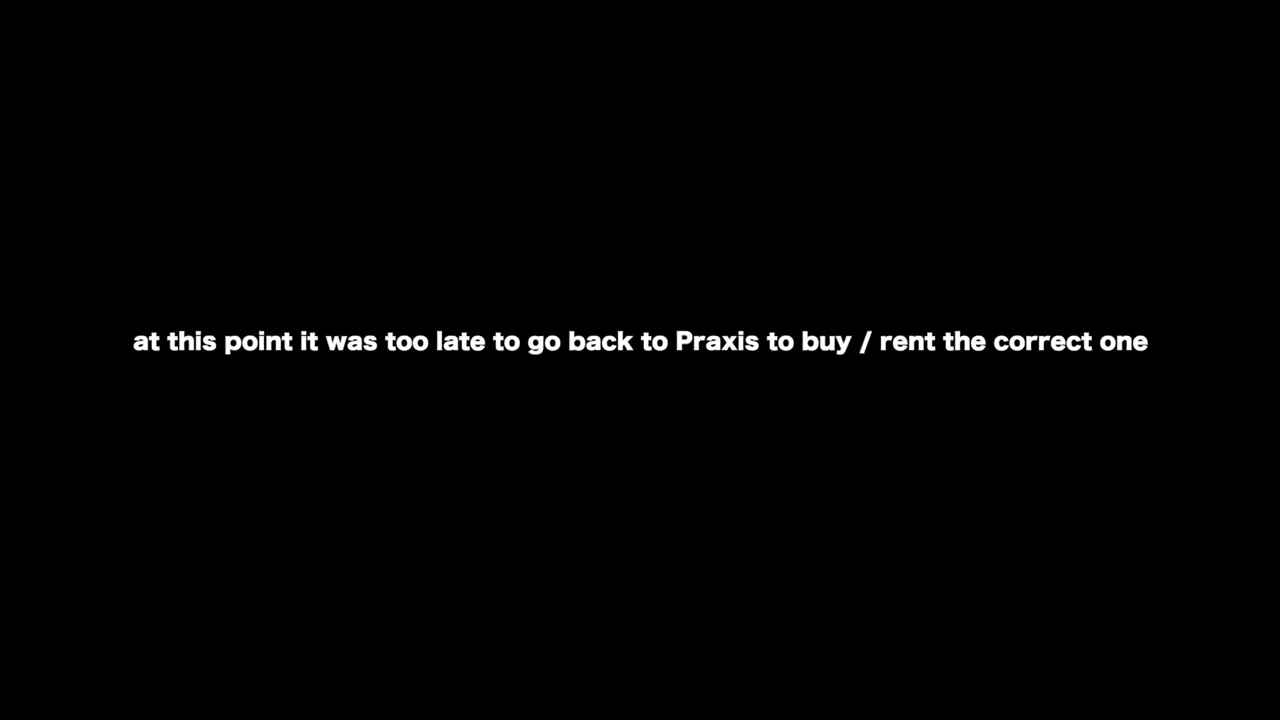 at this point it was too late to go back to Praxis to buy / rent the correct one